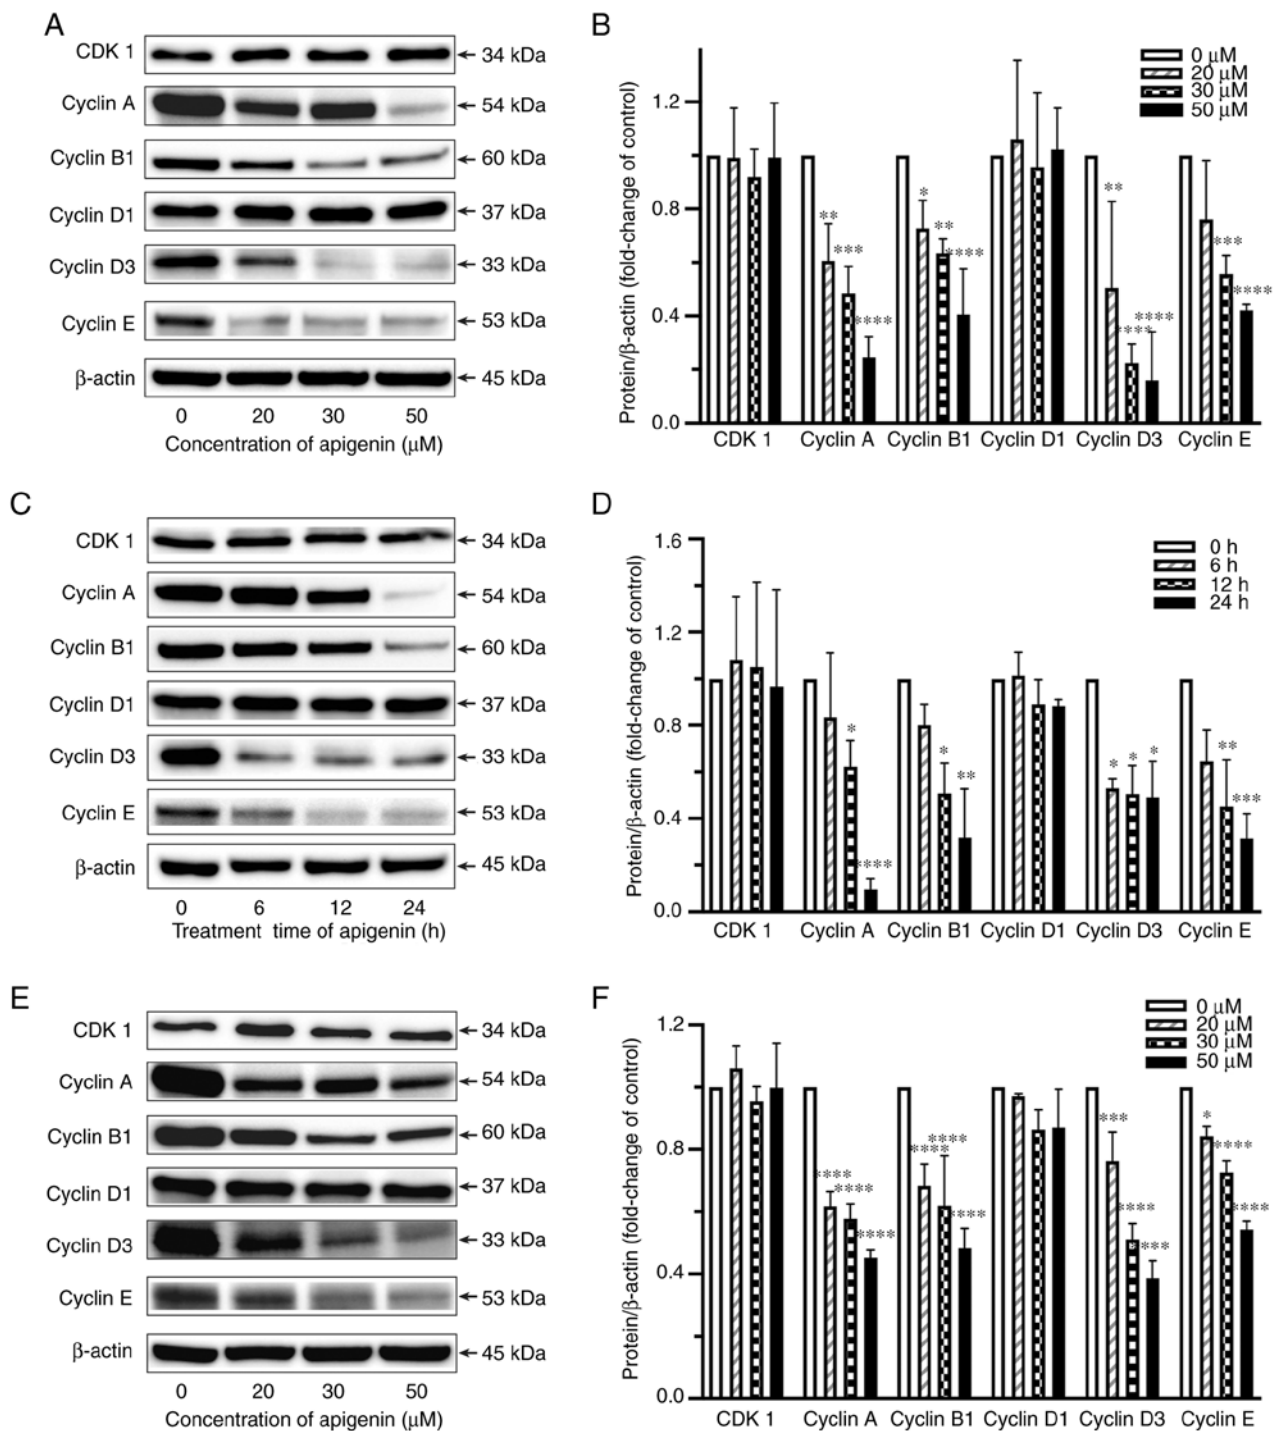 A
CDK 1
34 kDa
Cyclin A
54 kDa
Cyclin B1
60 kDa
Cyclin D1
37 kDa
Cyclin D3
33 kDa
Cyclin E
53 kDa
β-actin
45 kDa
0 20 30 50
Concentration of apigenin (μM)
B
Protein/β-actin (fold-change of control)
1.2
0.8
0.4
0.0
0 μM
20 μM
30 μM
50 μM
** *** ****
* ** ****
** **** ****
*** ****
CDK 1 Cyclin A Cyclin B1 Cyclin D1 Cyclin D3 Cyclin E
C
CDK 1
34 kDa
Cyclin A
54 kDa
Cyclin B1
60 kDa
Cyclin D1
37 kDa
Cyclin D3
33 kDa
Cyclin E
53 kDa
β-actin
45 kDa
0 6 12 24
Treatment time of apigenin (h)
D
Protein/β-actin (fold-change of control)
1.6
1.2
0.8
0.4
0.0
0 h
6 h
12 h
24 h
* ****
* **
* * *
** ***
CDK 1 Cyclin A Cyclin B1 Cyclin D1 Cyclin D3 Cyclin E
E
CDK 1
34 kDa
Cyclin A
54 kDa
Cyclin B1
60 kDa
Cyclin D1
37 kDa
Cyclin D3
33 kDa
Cyclin E
53 kDa
β-actin
45 kDa
0 20 30 50
Concentration of apigenin (μM)
F
Protein/β-actin (fold-change of control)
1.2
0.8
0.4
0.0
0 μM
20 μM
30 μM
50 μM
**** **** ****
**** **** ****
*** **** ****
* **** ****
CDK 1 Cyclin A Cyclin B1 Cyclin D1 Cyclin D3 Cyclin E